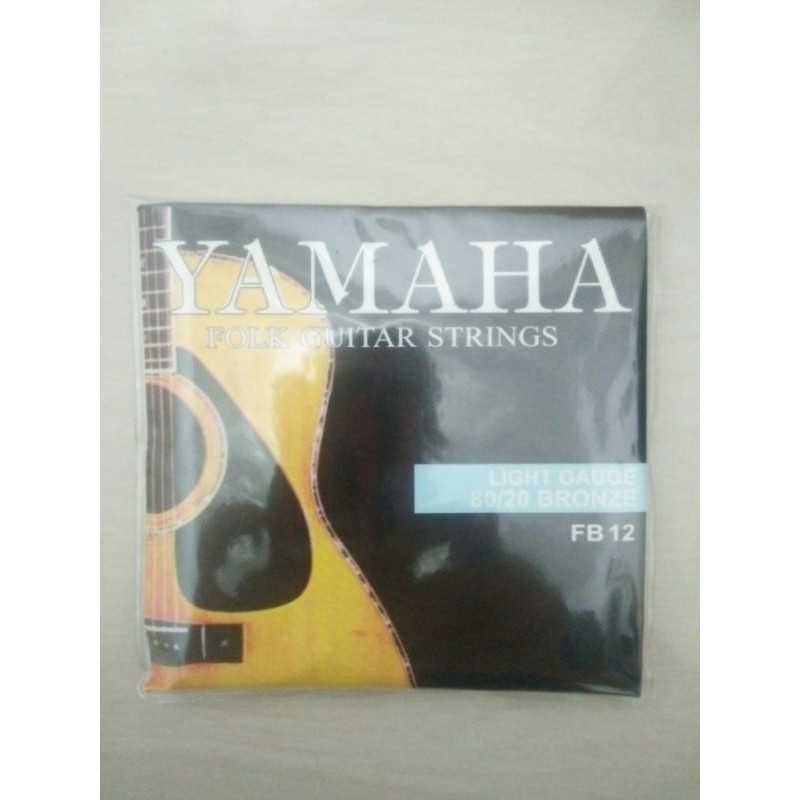 YAMAHA
FOLK GUITAR STRINGS
LIGHT GAUGE
80/20 BRONZE
FB 12